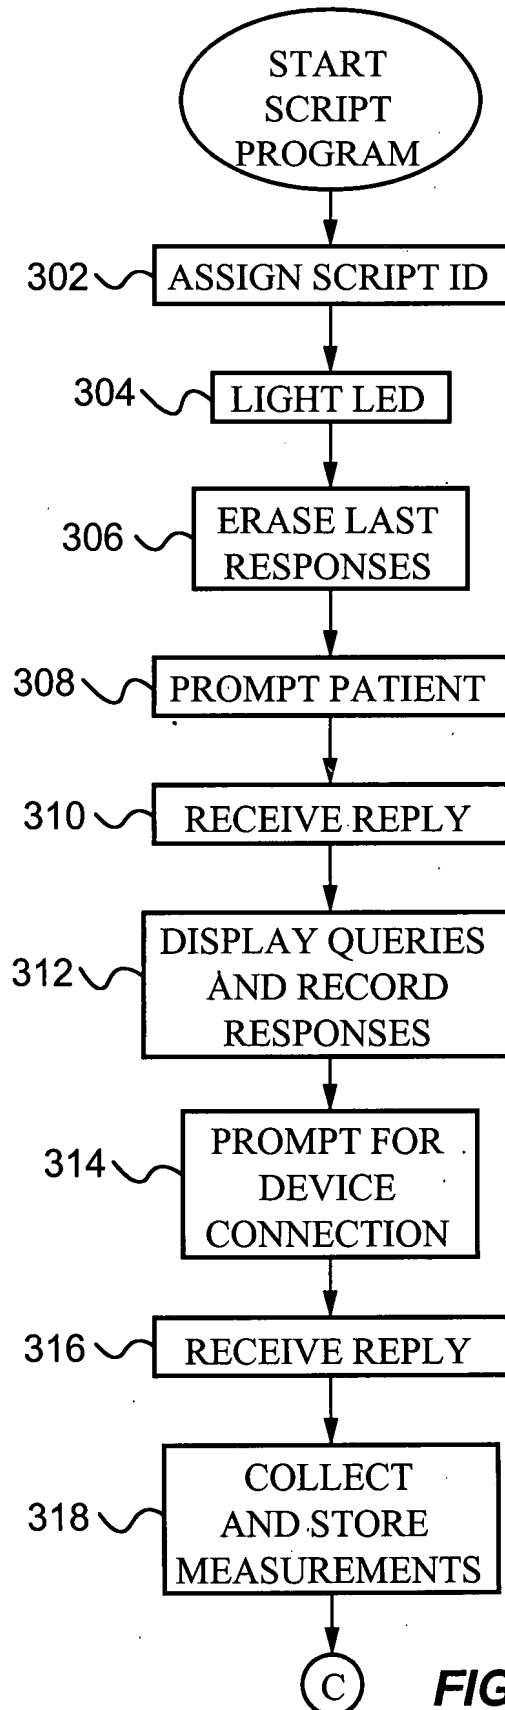 START
SCRIPT
PROGRAM
302 ASSIGN SCRIPT ID
304 LIGHT LED
306 ERASE LAST
RESPONSES
308 PROMPT PATIENT
310 RECEIVE REPLY
312 DISPLAY QUERIES
AND RECORD
RESPONSES
314 PROMPT FOR
DEVICE
CONNECTION
316 RECEIVE REPLY
318 COLLECT
AND STORE
MEASUREMENTS
C FIG